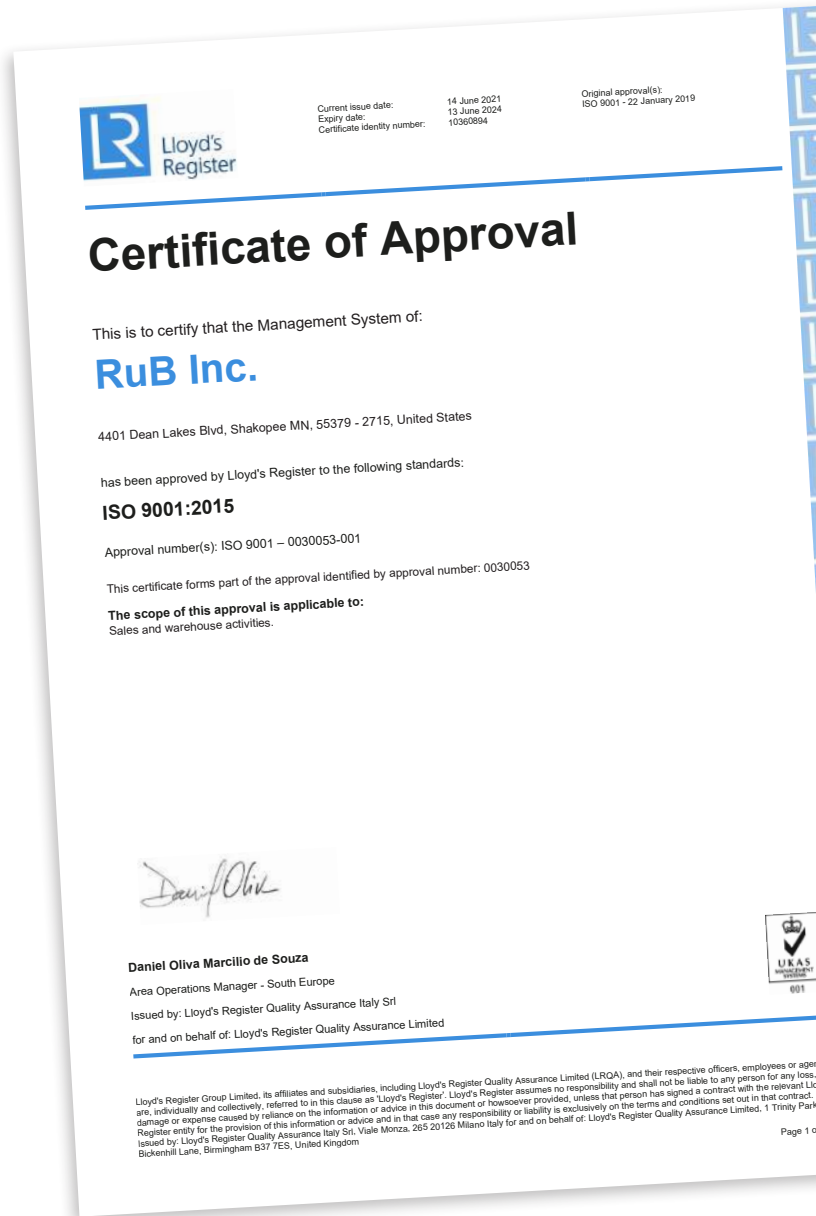 Lloyd's
Register
Current issue date: 14 June 2021
Expiry date: 13 June 2024
Certificate identity number: 10360894
Original approval(s):
ISO 9001 - 22 January 2019
Certificate of Approval
This is to certify that the Management System of:
RuB Inc.
4401 Dean Lakes Blvd, Shakopee MN, 55379 - 2715, United States
has been approved by Lloyd's Register to the following standards:
ISO 9001:2015
Approval number(s): ISO 9001 – 0030053-001
This certificate forms part of the approval identified by approval number: 0030053
The scope of this approval is applicable to:
Sales and warehouse activities.
Daniel Oliva Marcilio de Souza
Area Operations Manager - South Europe
Issued by: Lloyd's Register Quality Assurance Italy Srl
for and on behalf of: Lloyd's Register Quality Assurance Limited
UKAS
MANAGEMENT
SYSTEMS
001
Lloyd's Register Group Limited, its affiliates and subsidiaries, including Lloyd's Register Quality Assurance Limited (LRQA), and their respective officers, employees or agen
are, individually and collectively, referred to in this clause as 'Lloyd's Register'. Lloyd's Register assumes no responsibility and shall not be liable to any person for any loss,
damage or expense caused by reliance on the information or advice in this document or howsoever provided, unless that person has signed a contract with the relevant Llo
Register entity for the provision of this information or advice and in that case any responsibility or liability is exclusively on the terms and conditions set out in that contract.
Issued by: Lloyd's Register Quality Assurance Italy Srl, Viale Monza, 265 20126 Milano Italy for and on behalf of: Lloyd's Register Quality Assurance Limited, 1 Trinity Park
Bickenhill Lane, Birmingham B37 7ES, United Kingdom
Page 1 o